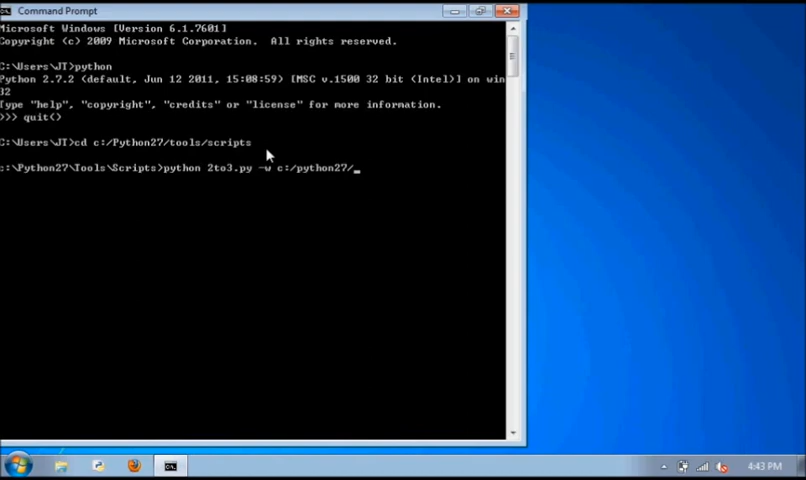 Command Prompt
Microsoft Windows [Version 6.1.7601]
Copyright (c) 2009 Microsoft Corporation.  All rights reserved.
C:\Users\JT>python
Python 2.7.2 (default, Jun 12 2011, 15:08:59) [MSC v.1500 32 bit (Intel)] on win
32
Type "help", "copyright", "credits" or "license" for more information.
>>> quit()
C:\Users\JT>cd c:/Python27/tools/scripts
c:\Python27\Tools\Scripts>python 2to3.py -w c:/python27/_
4:43 PM